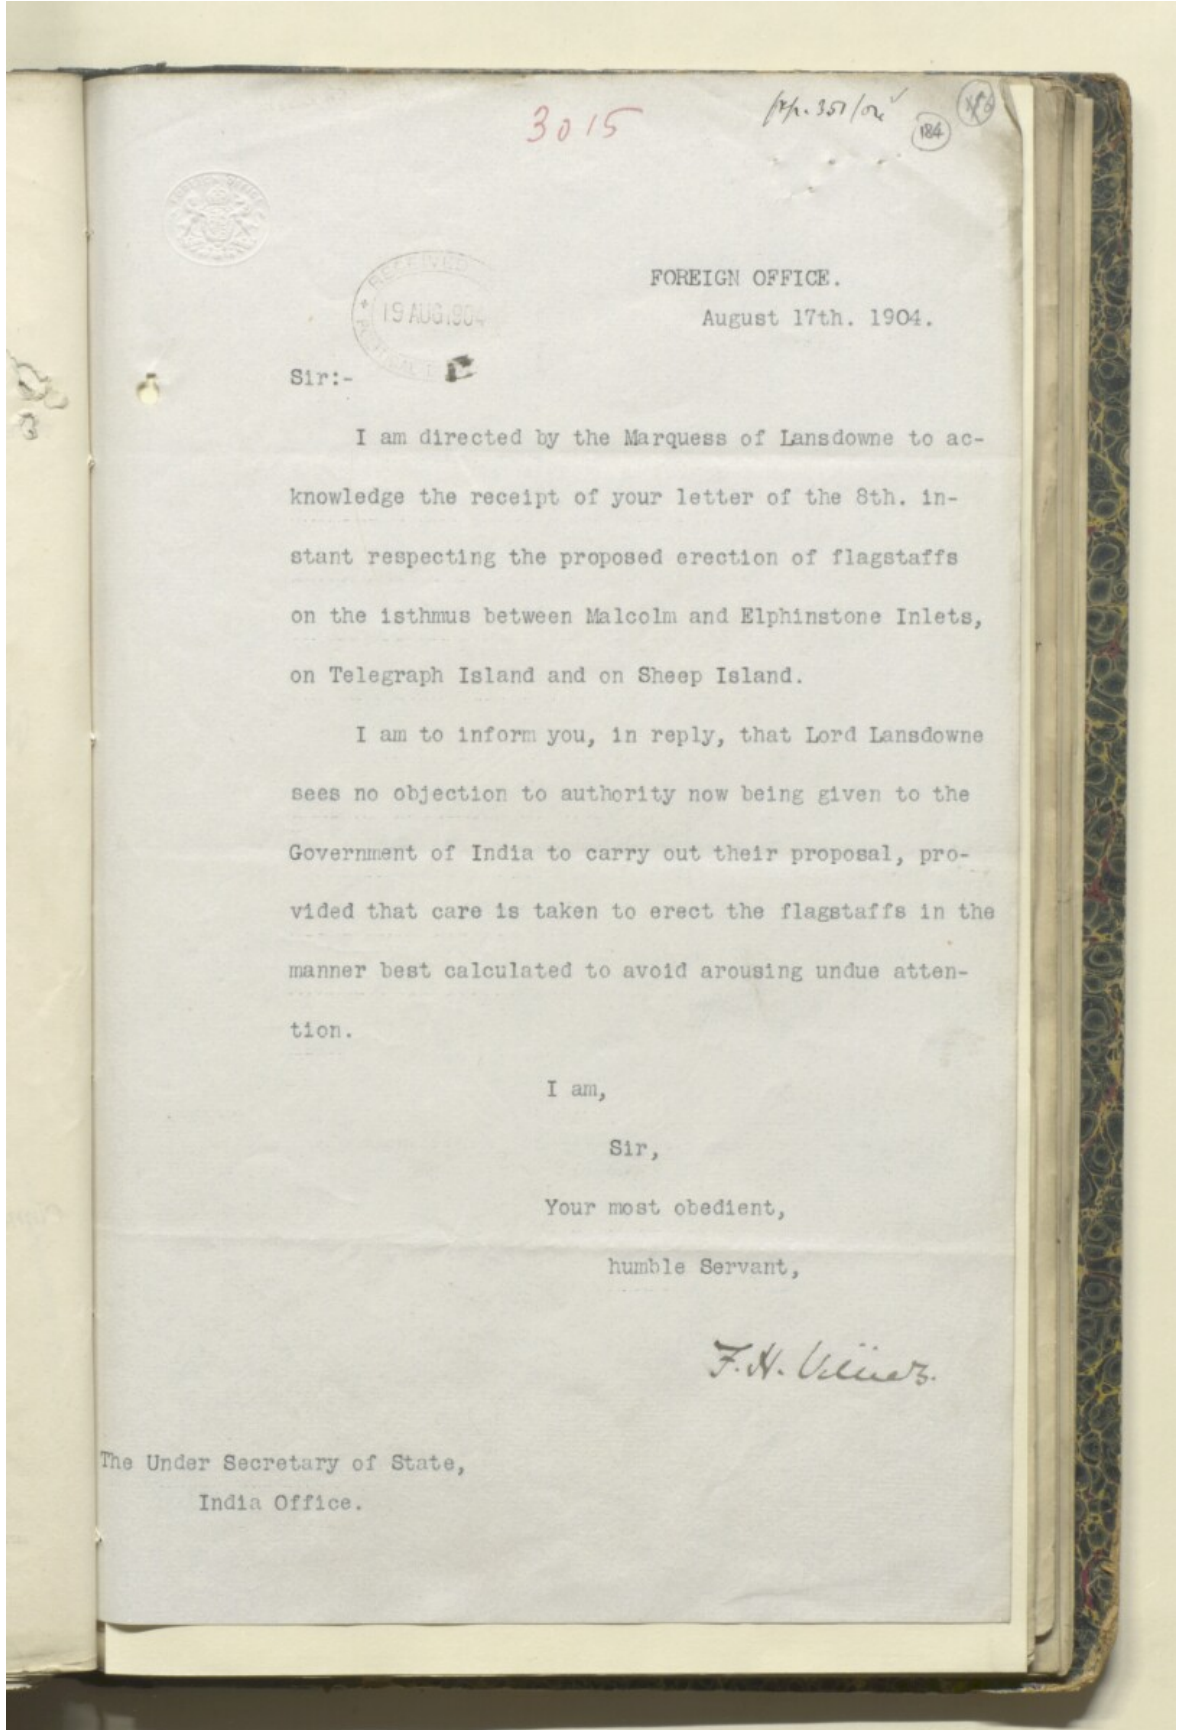 3015
184
RECEIVED
19 AUG 1904
FOREIGN OFFICE.
August 17th. 1904.
Sir:-
I am directed by the Marquess of Lansdowne to ac-
knowledge the receipt of your letter of the 8th. in-
stant respecting the proposed erection of flagstaffs
on the isthmus between Malcolm and Elphinstone Inlets,
on Telegraph Island and on Sheep Island.
I am to inform you, in reply, that Lord Lansdowne
sees no objection to authority now being given to the
Government of India to carry out their proposal, pro-
vided that care is taken to erect the flagstaffs in the
manner best calculated to avoid arousing undue atten-
tion.
I am,
Sir,
Your most obedient,
humble Servant,
F. H. Villiers.
The Under Secretary of State,
India Office.